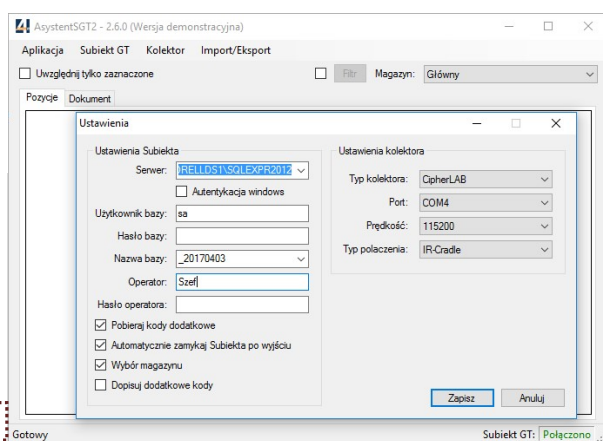 AsystentSGT2 - 2.6.0 (Wersja demonstracyjna)
Aplikacja Subiekt GT Kolektor Import/Eksport
Uwzględnij tylko zaznaczone Filtr Magazyn: Główny
Pozycje Dokument
Ustawienia
Ustawienia Subiekta
Serwer: RELLDS1\SQLEXPR2012
Autentykacja windows
Użytkownik bazy: sa
Hasło bazy:
Nazwa bazy: _20170403
Operator: Szef
Hasło operatora:
Pobieraj kody dodatkowe
Automatycznie zamykaj Subiekta po wyjściu
Wybór magazynu
Dopisuj dodatkowe kody
Ustawienia kolektora
Typ kolektora: CipherLAB
Port: COM4
Prędkość: 115200
Typ polaczenia: IR-Cradle
Zapisz Anuluj
Gotowy Subiekt GT: Połączono